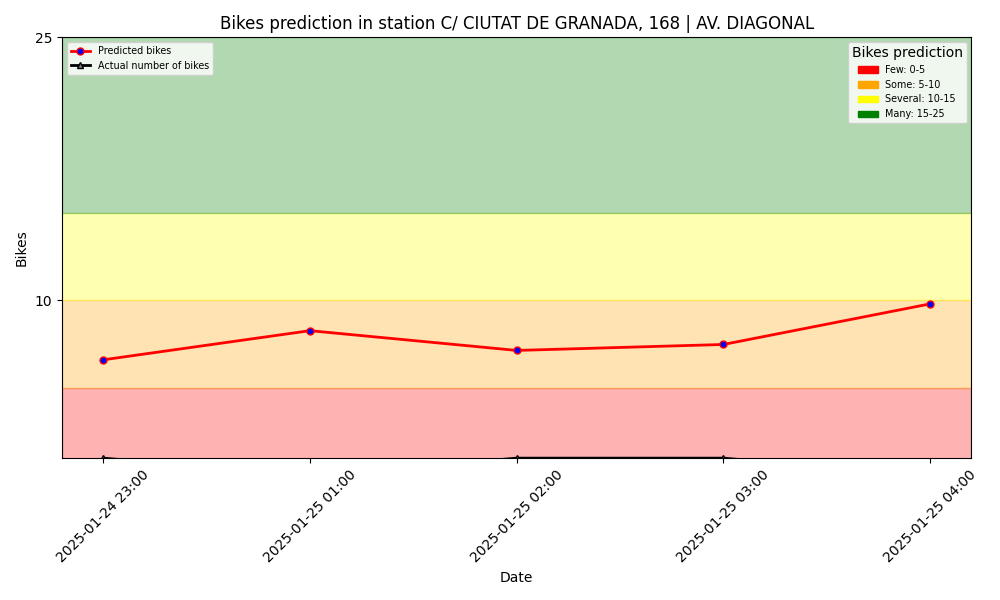 Bikes prediction in station C/ CIUTAT DE GRANADA, 168 | AV. DIAGONAL
25
Predicted bikes
Actual number of bikes
Bikes prediction
Few: 0-5
Some: 5-10
Several: 10-15
Many: 15-25
Bikes
10
2025-01-24 23:00
2025-01-25 01:00
2025-01-25 02:00
2025-01-25 03:00
2025-01-25 04:00
Date